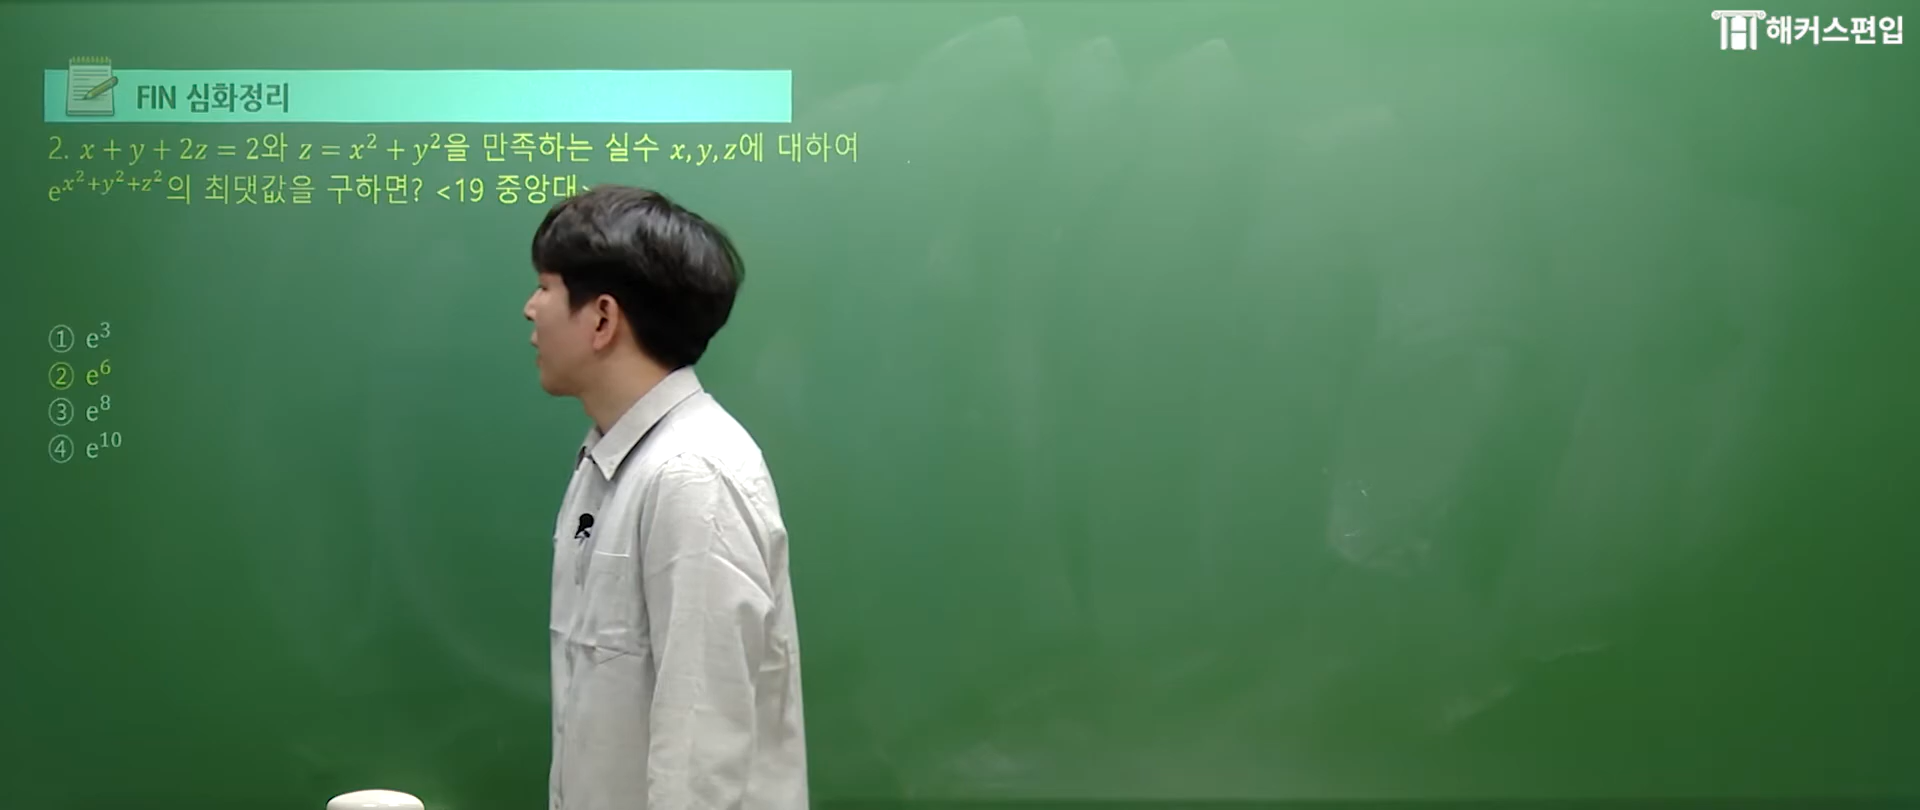 해커스편입
FIN 심화정리
2. x + y + 2z = 2와 z = x² + y²을 만족하는 실수 x, y, z에 대하여
e^{x²+y²+z²}의 최댓값을 구하면? <19 중앙대>
① e³
② e⁶
③ e⁸
④ e¹⁰